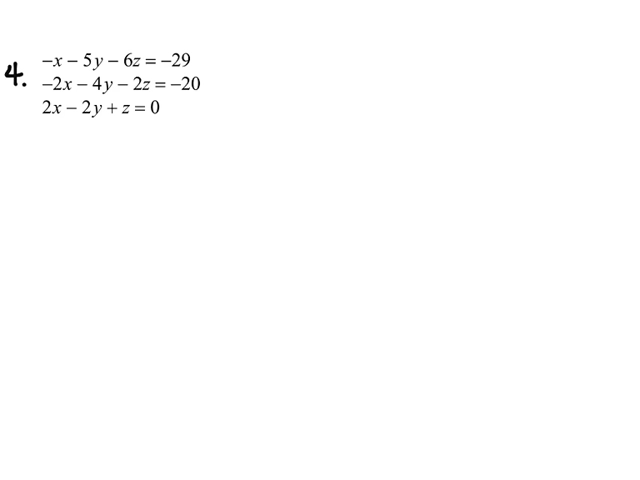 4.
−x − 5y − 6z = −29
−2x − 4y − 2z = −20
2x − 2y + z = 0